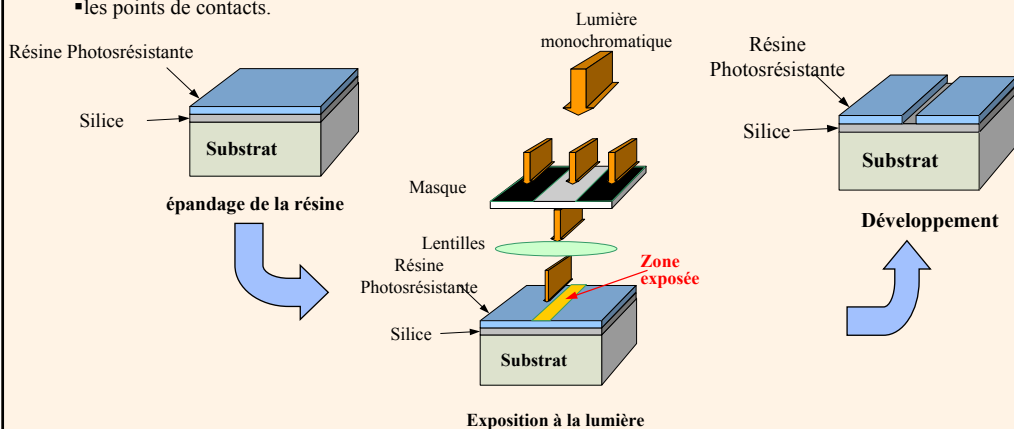 ▪les points de contacts.
Résine Photosrésistante
Silice
Substrat
épandage de la résine
Lumière
monochromatique
Masque
Lentilles
Résine
Photosrésistante
Zone
exposée
Silice
Substrat
Exposition à la lumière
Résine
Photosrésistante
Silice
Substrat
Développement